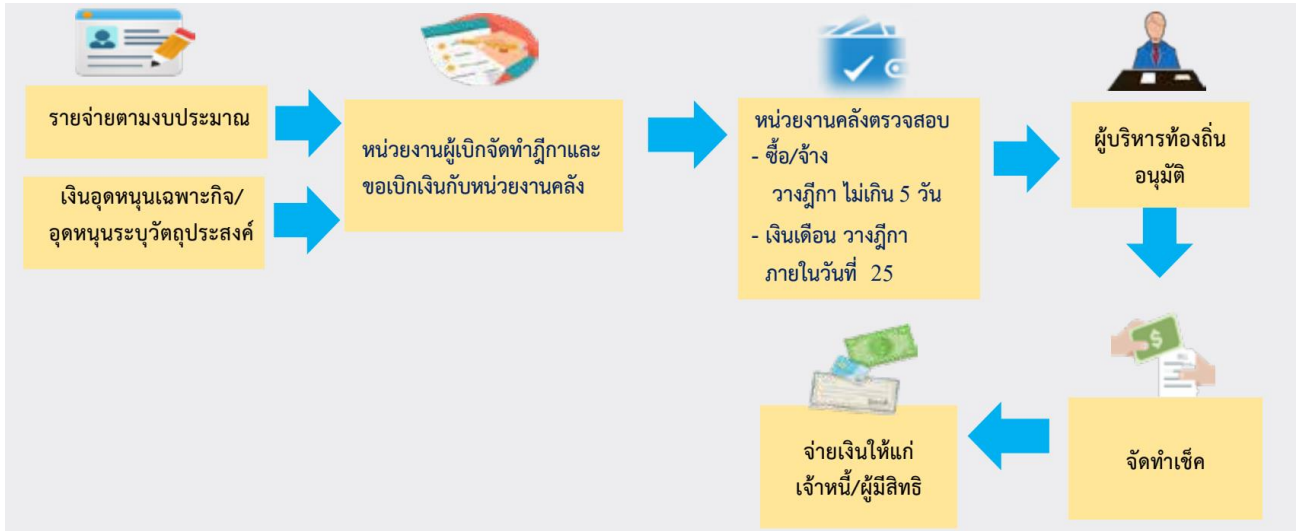 รายจ่ายตามงบประมาณ
เงินอุดหนุนเฉพาะกิจ/
อุดหนุนระบุวัตถุประสงค์
หน่วยงานผู้เบิกจัดทำฎีกาและ
ขอเบิกเงินกับหน่วยงานคลัง
หน่วยงานคลังตรวจสอบ
- ซื้อ/จ้าง
วางฎีกา ไม่เกิน 5 วัน
- เงินเดือน วางฎีกา
ภายในวันที่ 25
ผู้บริหารท้องถิ่น
อนุมัติ
จัดทำเช็ค
จ่ายเงินให้แก่
เจ้าหนี้/ผู้มีสิทธิ